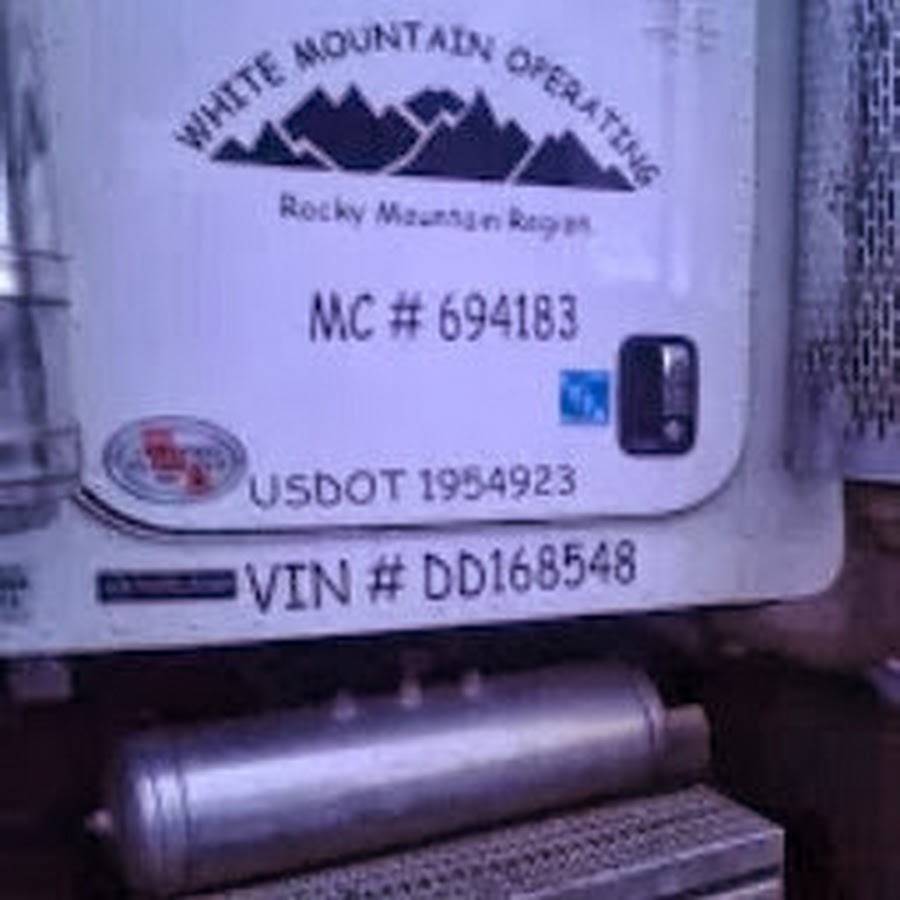 WHITE MOUNTAIN OPERATING
Rocky Mountain Region
MC # 694183
USDOT 1954923
VIN # DD168548